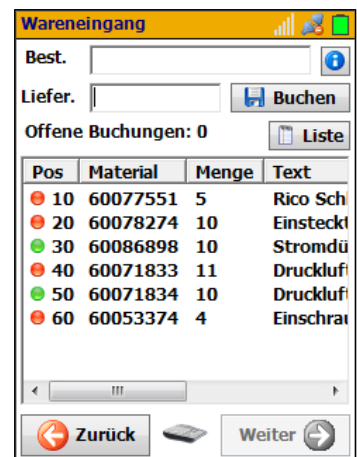 Wareneingang
Best.
Liefer. Buchen
Offene Buchungen: 0 Liste
Pos Material Menge Text
10 60077551 5 Rico Schl
20 60078274 10 Einsteckt
30 60086898 10 Stromdü
40 60071833 11 Druckluft
50 60071834 10 Druckluft
60 60053374 4 Einschrau
Zurück Weiter